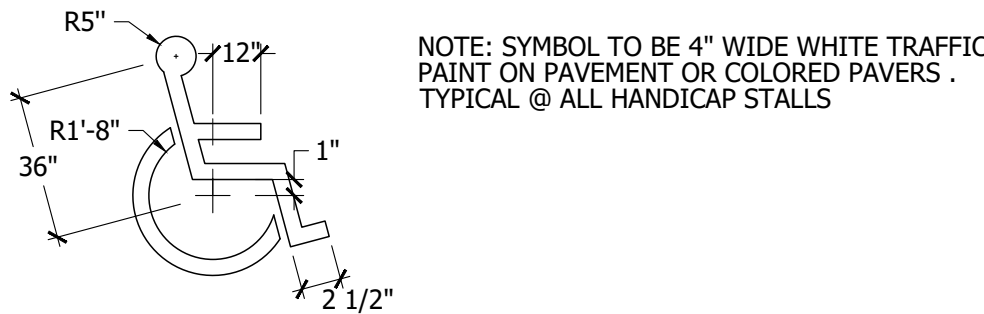 R5"
12"
NOTE: SYMBOL TO BE 4" WIDE WHITE TRAFFIC
PAINT ON PAVEMENT OR COLORED PAVERS .
TYPICAL @ ALL HANDICAP STALLS
R1'-8"
1"
36"
2 1/2"